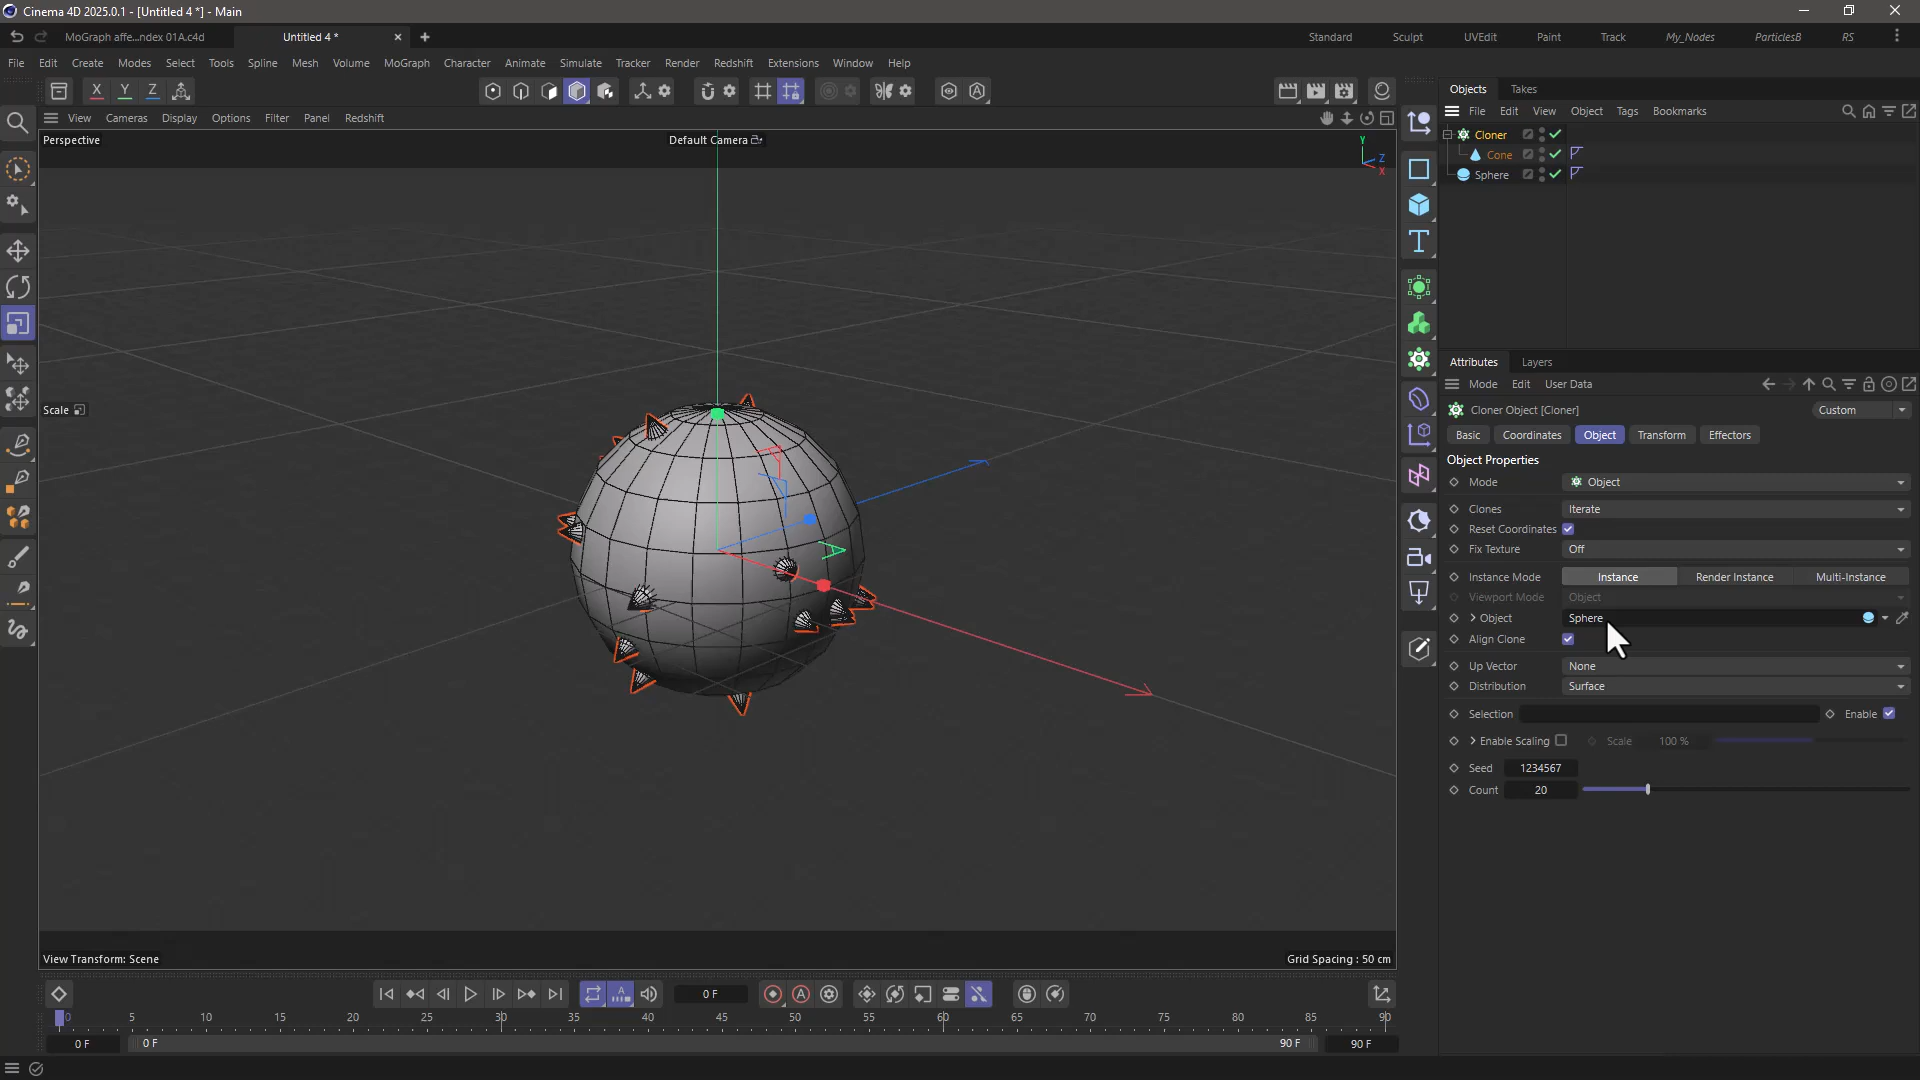 Cinema 4D 2025.0.1 - [Untitled 4 *] - Main
MoGraph affe...ndex 01A.c4d
Untitled 4 *
Standard
Sculpt
UVEdit
Paint
Track
My_Nodes
ParticlesB
RS
File Edit Create Modes Select Tools Spline Mesh Volume MoGraph Character Animate Simulate Tracker Render Redshift Extensions Window Help
X Y Z
Objects Takes
View Cameras Display Options Filter Panel Redshift
File Edit View Object Tags Bookmarks
Perspective
Default Camera
Y
Z
X
Cloner
Cone
Sphere
Attributes Layers
Mode Edit User Data
Scale
Cloner Object [Cloner]
Custom
Basic Coordinates Object Transform Effectors
Object Properties
Mode Object
Clones Iterate
Reset Coordinates
Fix Texture Off
Instance Mode Instance Render Instance Multi-Instance
Viewport Mode Object
Object Sphere
Align Clone
Up Vector None
Distribution Surface
Selection Enable
Enable Scaling Scale 100 %
Seed 1234567
Count 20
View Transform: Scene
Grid Spacing : 50 cm
0 F
0 5 10 15 20 25 30 35 40 45 50 55 60 65 70 75 80 85 90
0 F 0 F 90 F 90 F